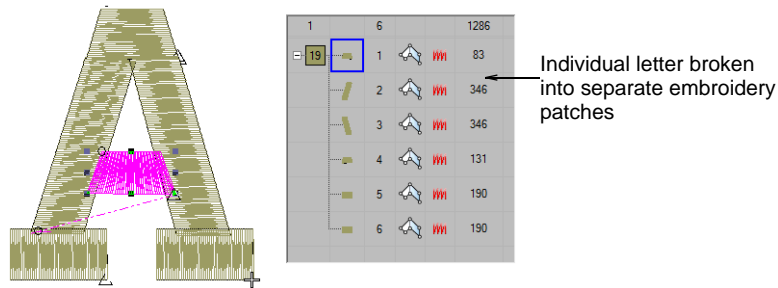 1 6 1286
19 1 83
2 346
3 346
4 131
5 190
6 190
Individual letter broken
into separate embroidery
patches